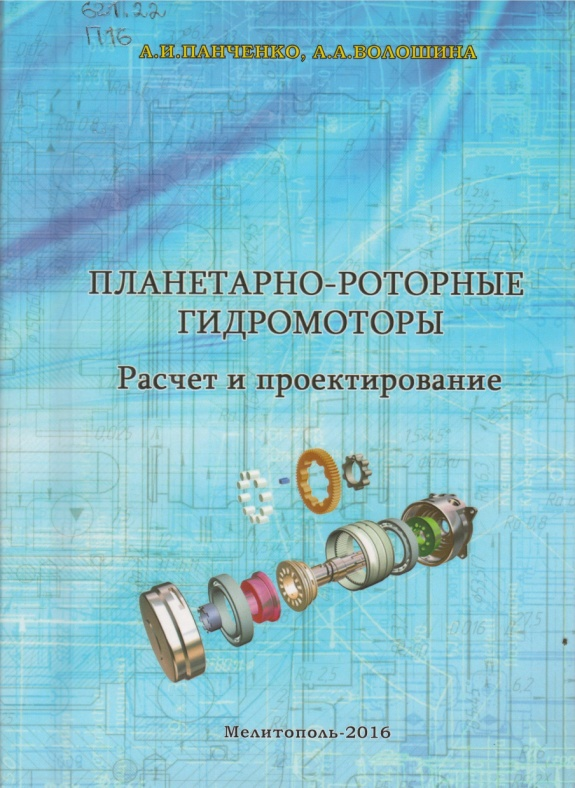 621.22
П16
А.И.ПАНЧЕНКО, А.А.ВОЛОШИНА
ПЛАНЕТАРНО-РОТОРНЫЕ
ГИДРОМОТОРЫ
Расчет и проектирование
Мелитополь-2016